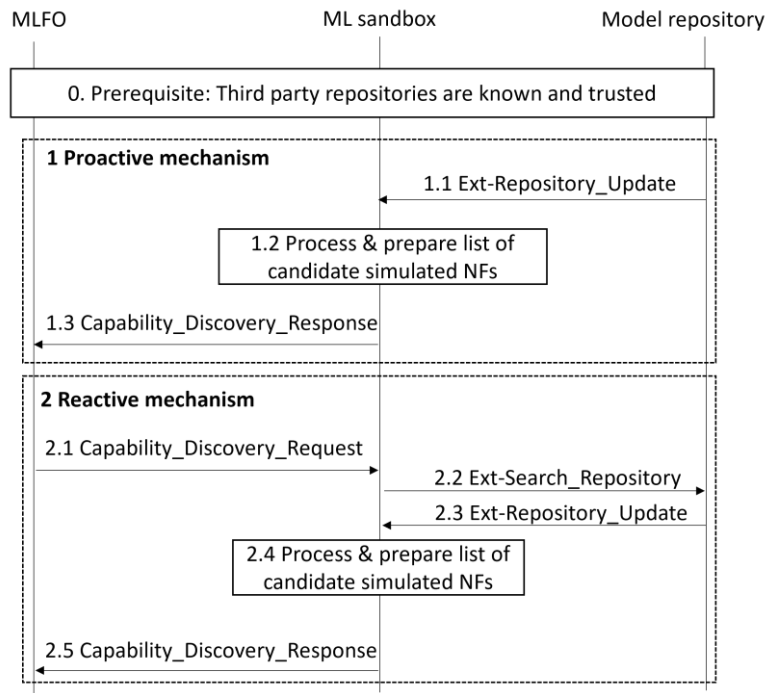 MLFO
ML sandbox
Model repository
0. Prerequisite: Third party repositories are known and trusted
1 Proactive mechanism
1.1 Ext-Repository_Update
1.2 Process & prepare list of
candidate simulated NFs
1.3 Capability_Discovery_Response
2 Reactive mechanism
2.1 Capability_Discovery_Request
2.2 Ext-Search_Repository
2.3 Ext-Repository_Update
2.4 Process & prepare list of
candidate simulated NFs
2.5 Capability_Discovery_Response